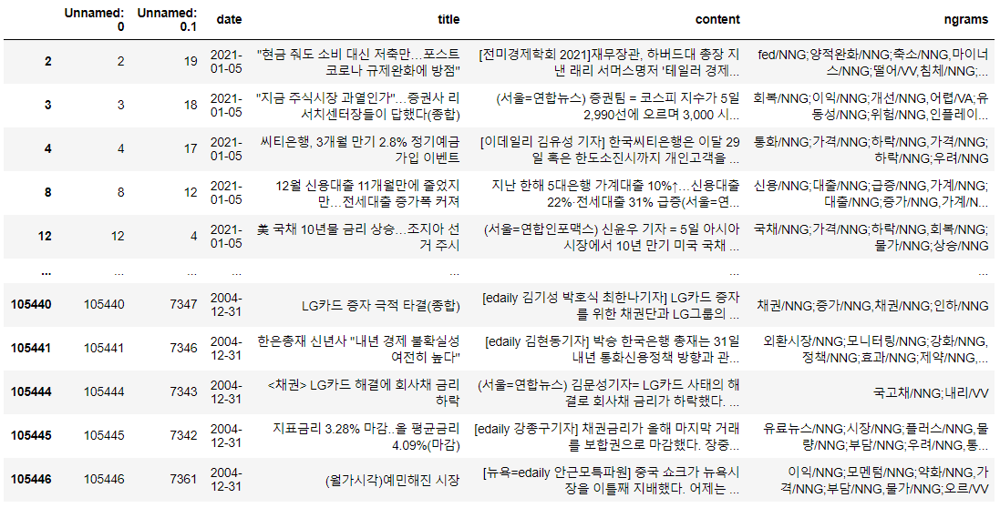 Unnamed: 0 Unnamed: 0.1 date title content ngrams
2 2 19 2021-01-05 "현금 줘도 소비 대신 저축만…포스트 코로나 규제완화에 방점" [전미경제학회 2021]재무장관, 하버드대 총장 지낸 래리 서머스명저 '테일러 경제... fed/NNG;양적완화/NNG;축소/NNG,마이너스/NNG;떨어/VV,침체/NNG;...
3 3 18 2021-01-05 "지금 주식시장 과열인가"…증권사 리서치센터장들이 답했다(종합) (서울=연합뉴스) 증권팀 = 코스피 지수가 5일 2,990선에 오르며 3,000 시... 회복/NNG;이익/NNG;개선/NNG,어렵/VA;유동성/NNG;위험/NNG,인플레이...
4 4 17 2021-01-05 씨티은행, 3개월 만기 2.8% 정기예금 가입 이벤트 [이데일리 김유성 기자] 한국씨티은행은 이달 29일 혹은 한도소진시까지 개인고객을 ... 통화/NNG;가격/NNG;하락/NNG,가격/NNG;하락/NNG;우려/NNG
8 8 12 2021-01-05 12월 신용대출 11개월만에 줄었지만…전세대출 증가폭 커져 지난 한해 5대은행 가계대출 10%↑…신용대출 22%·전세대출 31% 급증(서울=연... 신용/NNG;대출/NNG;급증/NNG,가계/NNG;대출/NNG;증가/NNG,가계/N...
12 12 4 2021-01-05 美 국채 10년물 금리 상승…조지아 선거 주시 (서울=연합인포맥스) 신윤우 기자 = 5일 아시아 시장에서 10년 만기 미국 국채 ... 국채/NNG;가격/NNG;하락/NNG,회복/NNG;물가/NNG;상승/NNG
... ... ... ... ... ... ...
105440 105440 7347 2004-12-31 LG카드 증자 극적 타결(종합) [edaily 김기성 박호식 최한나기자] LG카드 증자를 위한 채권단과 LG그룹의 ... 채권/NNG;증가/NNG,채권/NNG;인하/NNG
105441 105441 7346 2004-12-31 한은총재 신년사 "내년 경제 불확실성 여전히 높다" [edaily 김현동기자] 박승 한국은행 총재는 31일 내년 통화신용정책 방향과 관... 외환시장/NNG;모니터링/NNG;강화/NNG,정책/NNG;효과/NNG;제약/NNG,...
105444 105444 7343 2004-12-31 <채권> LG카드 해결에 회사채 금리 하락 (서울=연합뉴스) 김문성기자= LG카드 사태의 해결로 회사채 금리가 하락했다. ... 국고채/NNG;내리/VV
105445 105445 7342 2004-12-31 지표금리 3.28% 마감..올 평균금리 4.09%(마감) [edaily 강종구기자] 채권금리가 올해 마지막 거래를 보합권으로 마감했다. 장중... 유료뉴스/NNG;시장/NNG;플러스/NNG,물량/NNG;부담/NNG;우려/NNG,통...
105446 105446 7361 2004-12-31 (월가시각)예민해진 시장 [뉴욕=edaily 안근모특파원] 중국 쇼크가 뉴욕시장을 이틀째 지배했다. 어제는 ... 이익/NNG;모멘텀/NNG;약화/NNG,가격/NNG;부담/NNG,물가/NNG;오르/VV